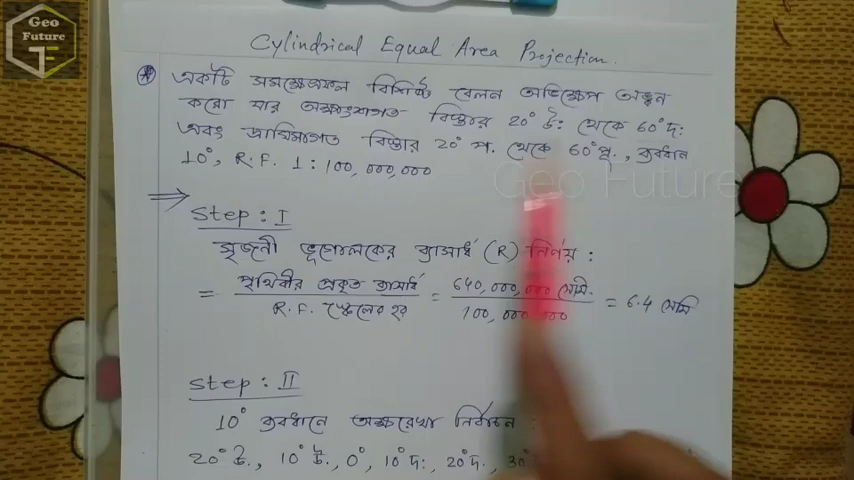 Geo
Future
Cylindrical Equal Area Projection.
একটি সমক্ষেত্রফল বিশিষ্ট বেলন অভিক্ষেপ অঙ্কন
করো যার অক্ষাংশগত বিস্তার 20° উঃ থেকে 60° দঃ
এবং দ্রাঘিমাগত বিস্তার 20° প. থেকে 60° পূ., ব্যবধান
10°, R.F. 1 : 100,000,000
Geo Future
Step : I
সৃজনী ভূগোলকের ব্যাসার্ধ (R) নির্ণয় :
= পৃথিবীর প্রকৃত ব্যাসার্ধ / R.F. স্কেলের হর = 640,000,000 সেমি. / 100,000,000 = 6.4 সেমি
Step : II
10° ব্যবধানে অক্ষরেখা নির্বাচন :
20° উ., 10° উ., 0°, 10° দ., 20° দ., 30°